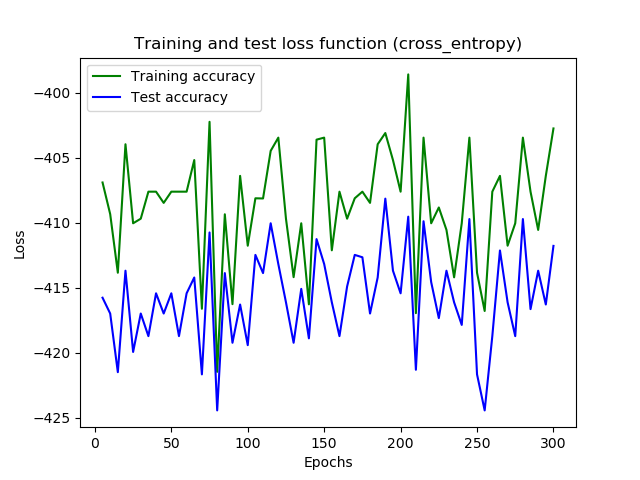 Training and test loss function (cross_entropy)
Training accuracy
Test accuracy
Loss
−400
−405
−410
−415
−420
−425
0 50 100 150 200 250 300
Epochs